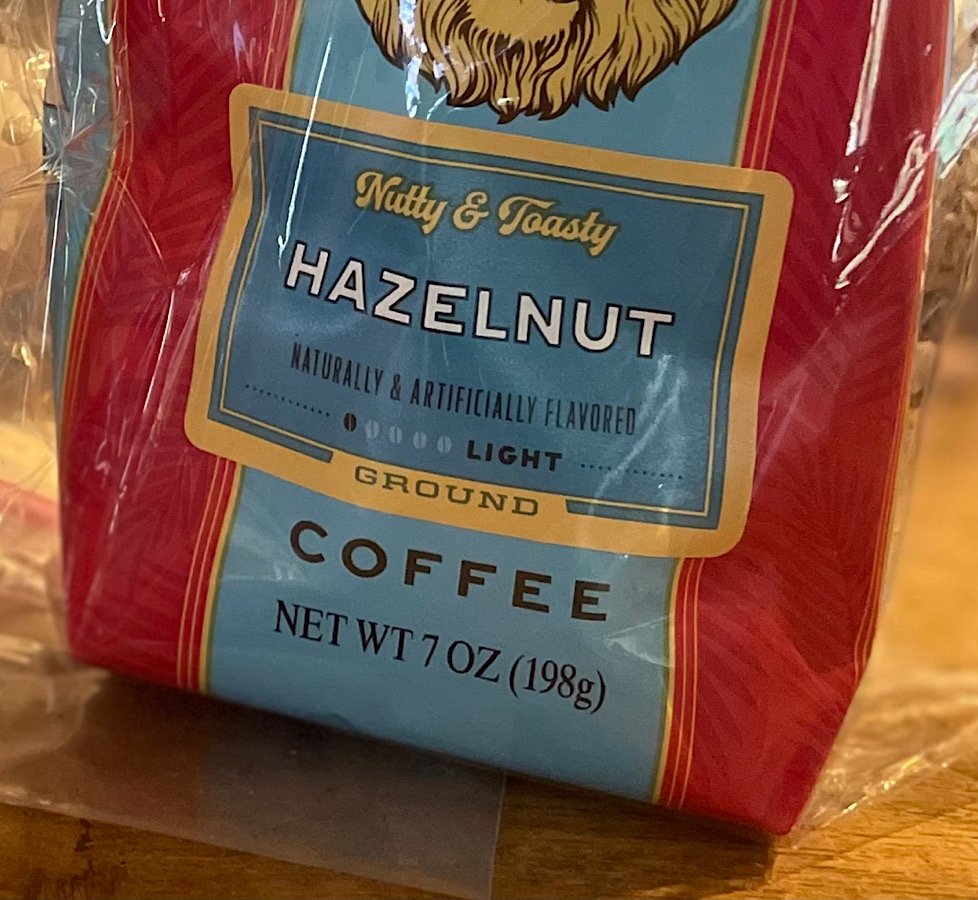 Nutty & Toasty
HAZELNUT
NATURALLY & ARTIFICIALLY FLAVORED
LIGHT
GROUND
COFFEE
NET WT 7 OZ (198g)